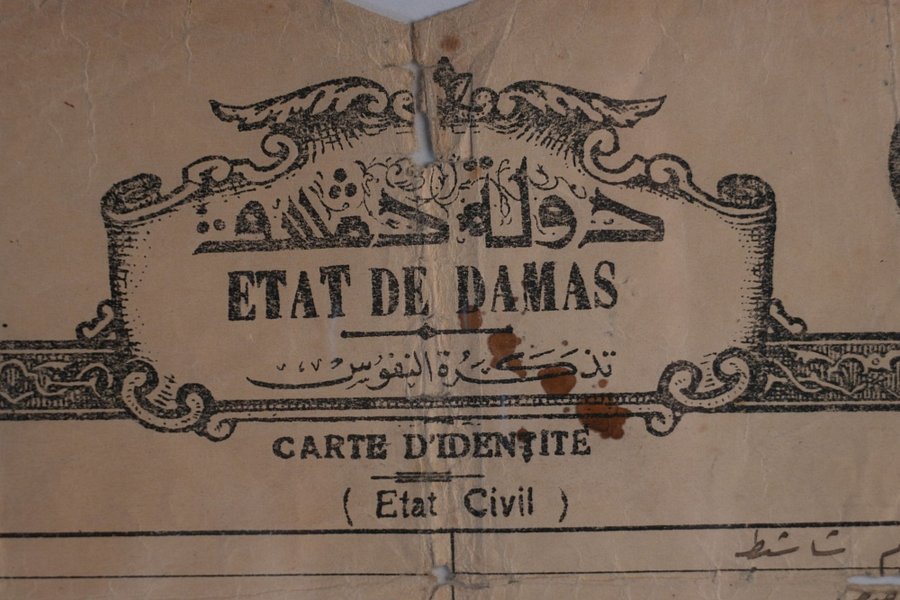 دولة دمشق
ETAT DE DAMAS
تذكرة النفوس
CARTE D'IDENTITE
( Etat Civil )